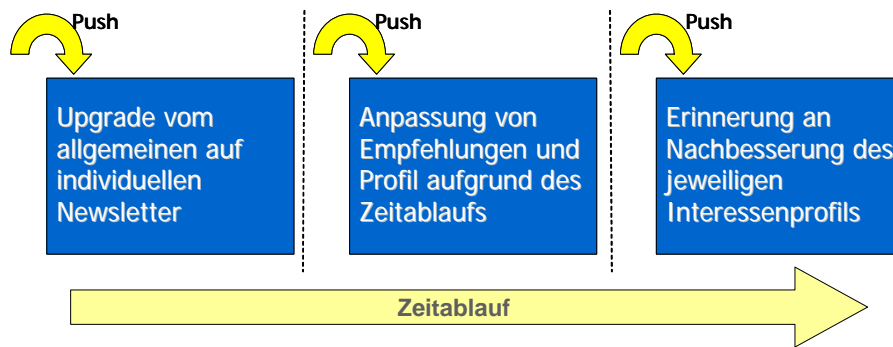 Push
Push
Push
Upgrade vom
allgemeinen auf
individuellen
Newsletter
Anpassung von
Empfehlungen und
Profil aufgrund des
Zeitablaufs
Erinnerung an
Nachbesserung des
jeweiligen
Interessenprofils
Zeitablauf